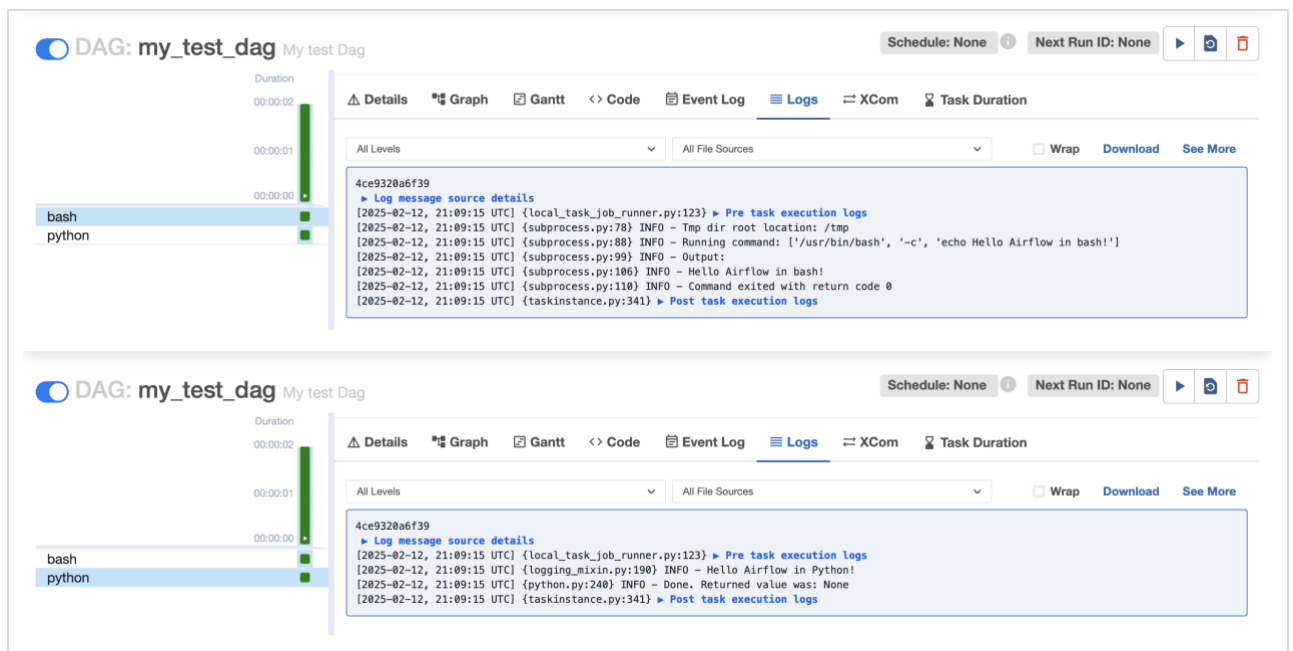 DAG: my_test_dag My test Dag
Schedule: None Next Run ID: None
Duration
00:00:02
00:00:01
00:00:00
bash
python
Details Graph Gantt Code Event Log Logs XCom Task Duration
All Levels All File Sources Wrap Download See More
4ce9320a6f39
▶ Log message source details
[2025-02-12, 21:09:15 UTC] {local_task_job_runner.py:123} ▶ Pre task execution logs
[2025-02-12, 21:09:15 UTC] {subprocess.py:78} INFO - Tmp dir root location: /tmp
[2025-02-12, 21:09:15 UTC] {subprocess.py:88} INFO - Running command: ['/usr/bin/bash', '-c', 'echo Hello Airflow in bash!']
[2025-02-12, 21:09:15 UTC] {subprocess.py:99} INFO - Output:
[2025-02-12, 21:09:15 UTC] {subprocess.py:106} INFO - Hello Airflow in bash!
[2025-02-12, 21:09:15 UTC] {subprocess.py:110} INFO - Command exited with return code 0
[2025-02-12, 21:09:15 UTC] {taskinstance.py:341} ▶ Post task execution logs
DAG: my_test_dag My test Dag
Schedule: None Next Run ID: None
Duration
00:00:02
00:00:01
00:00:00
bash
python
Details Graph Gantt Code Event Log Logs XCom Task Duration
All Levels All File Sources Wrap Download See More
4ce9320a6f39
▶ Log message source details
[2025-02-12, 21:09:15 UTC] {local_task_job_runner.py:123} ▶ Pre task execution logs
[2025-02-12, 21:09:15 UTC] {logging_mixin.py:190} INFO - Hello Airflow in Python!
[2025-02-12, 21:09:15 UTC] {python.py:240} INFO - Done. Returned value was: None
[2025-02-12, 21:09:15 UTC] {taskinstance.py:341} ▶ Post task execution logs